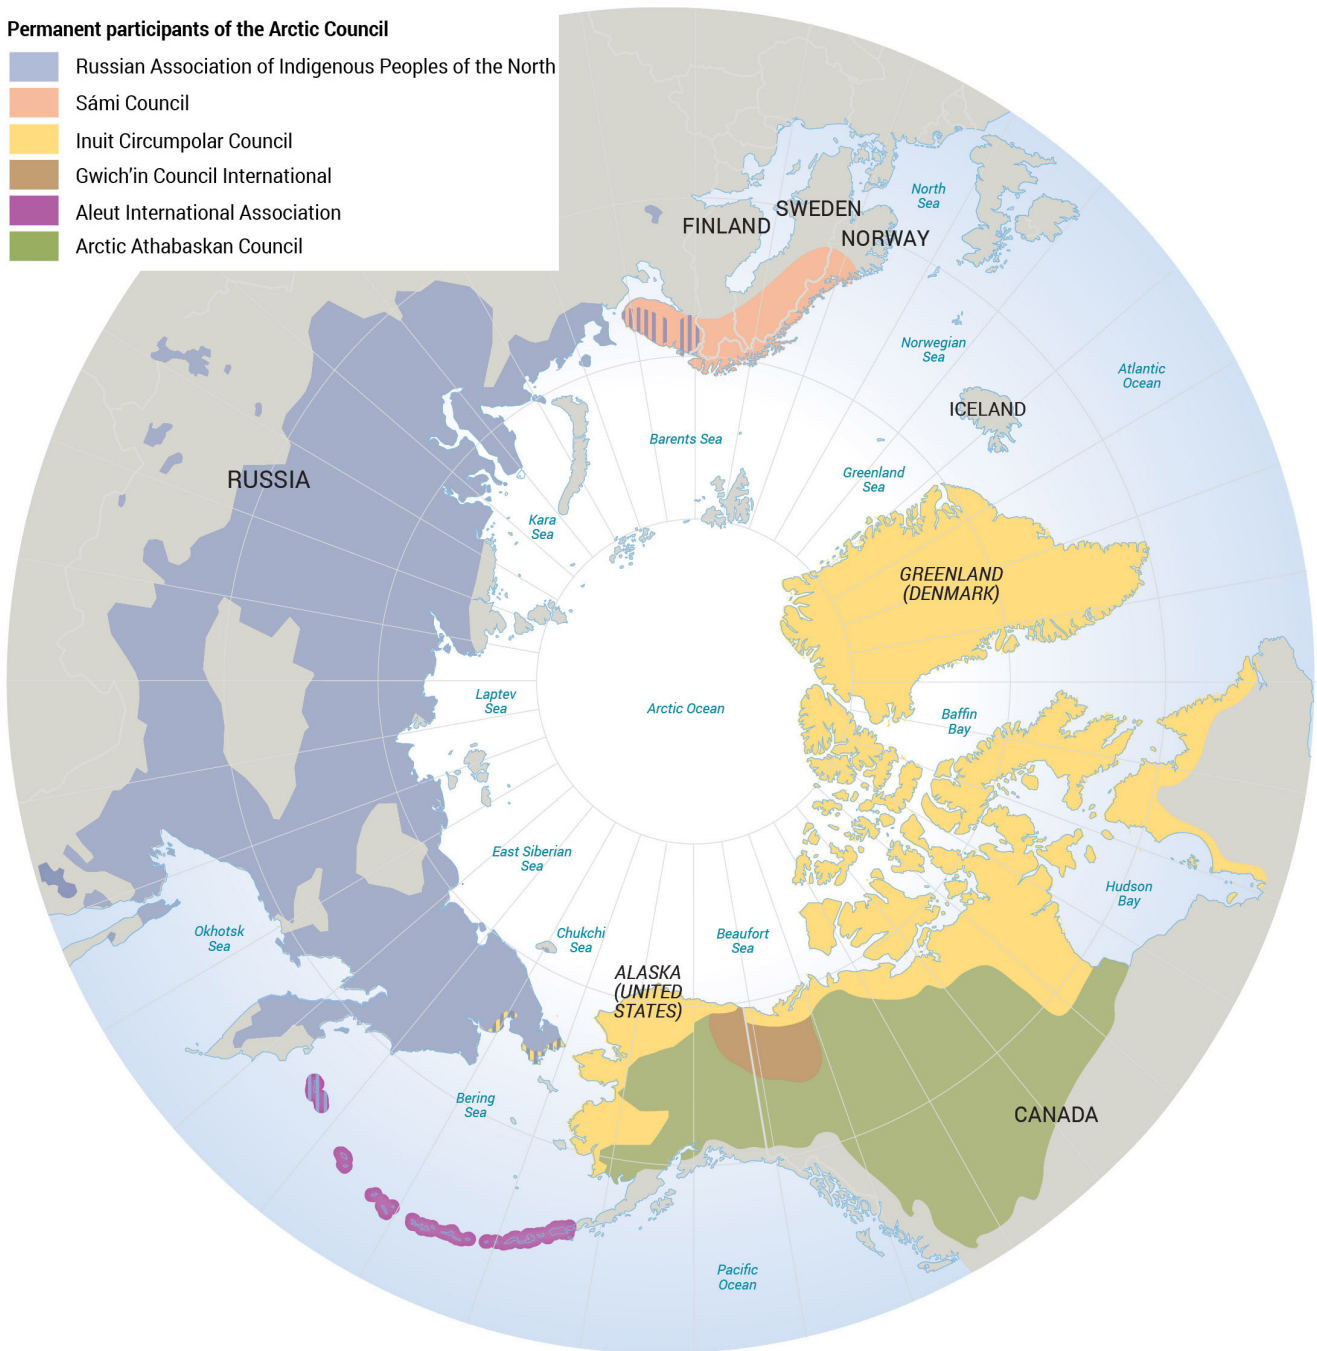 Permanent participants of the Arctic Council
Russian Association of Indigenous Peoples of the North
Sámi Council
Inuit Circumpolar Council
Gwich'in Council International
Aleut International Association
Arctic Athabaskan Council
North
Sea
SWEDEN
FINLAND
NORWAY
Norwegian
Sea
Atlantic
Ocean
ICELAND
Barents Sea
Greenland
Sea
RUSSIA
Kara
Sea
GREENLAND
(DENMARK)
Laptev
Sea
Arctic Ocean
Baffin
Bay
East Siberian
Sea
Hudson
Bay
Okhotsk
Sea
Chukchi
Sea
Beaufort
Sea
ALASKA
(UNITED
STATES)
Bering
Sea
CANADA
Pacific
Ocean